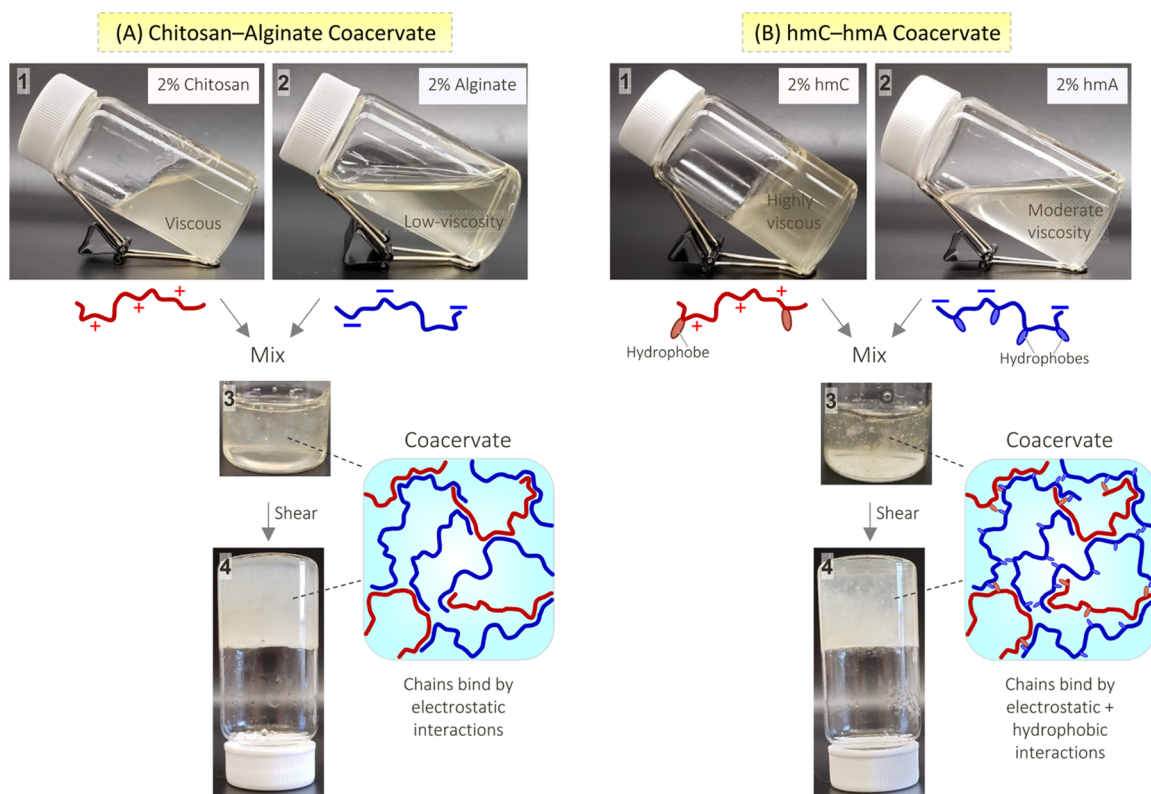 (A) Chitosan–Alginate Coacervate
1
2% Chitosan
Viscous
2
2% Alginate
Low-viscosity
+
+
+
+
−
−
−
Mix
3
Coacervate
Shear
4
Chains bind by
electrostatic
interactions
(B) hmC–hmA Coacervate
1
2% hmC
Highly
viscous
2
2% hmA
Moderate
viscosity
+
+
+
+
−
−
−
Hydrophobe
Mix
Hydrophobes
3
Coacervate
Shear
4
Chains bind by
electrostatic +
hydrophobic
interactions